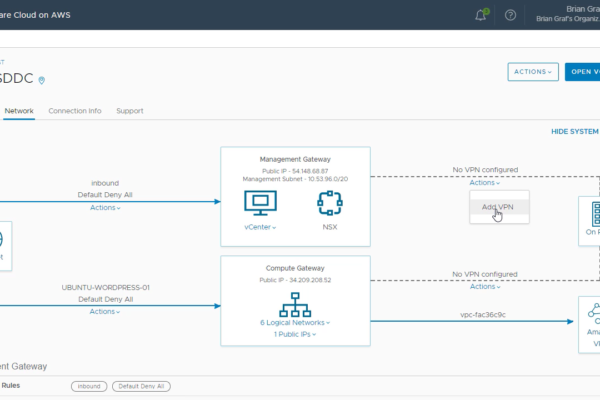 are Cloud on AWS
Brian Gra
Brian Graf's Organiz
SDDC
ACTIONS
OPEN V
Network Connection Info Support
HIDE SYSTEM
Management Gateway
Public IP - 54.148.68.87
Management Subnet - 10.53.96.0/20
vCenter
NSX
inbound
Default Deny All
Actions
No VPN configured
Actions
Add VPN
On P
Compute Gateway
Public IP - 34.209.208.52
6 Logical Networks
1 Public IPs
UBUNTU-WORDPRESS-01
Default Deny All
Actions
No VPN configured
Actions
vpc-fac36c9c
Ama
VI
ent Gateway
Rules
inbound
Default Deny All